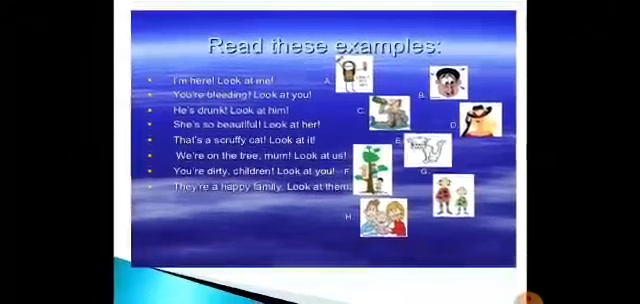 Read these examples:
I'm here! Look at me! A.
You're bleeding! Look at you! B.
He's drunk! Look at him! C.
She's so beautiful! Look at her! D.
That's a scruffy cat! Look at it! E.
We're on the tree, mum! Look at us!
You're dirty, children! Look at you! F. G.
They're a happy family. Look at them.
H.